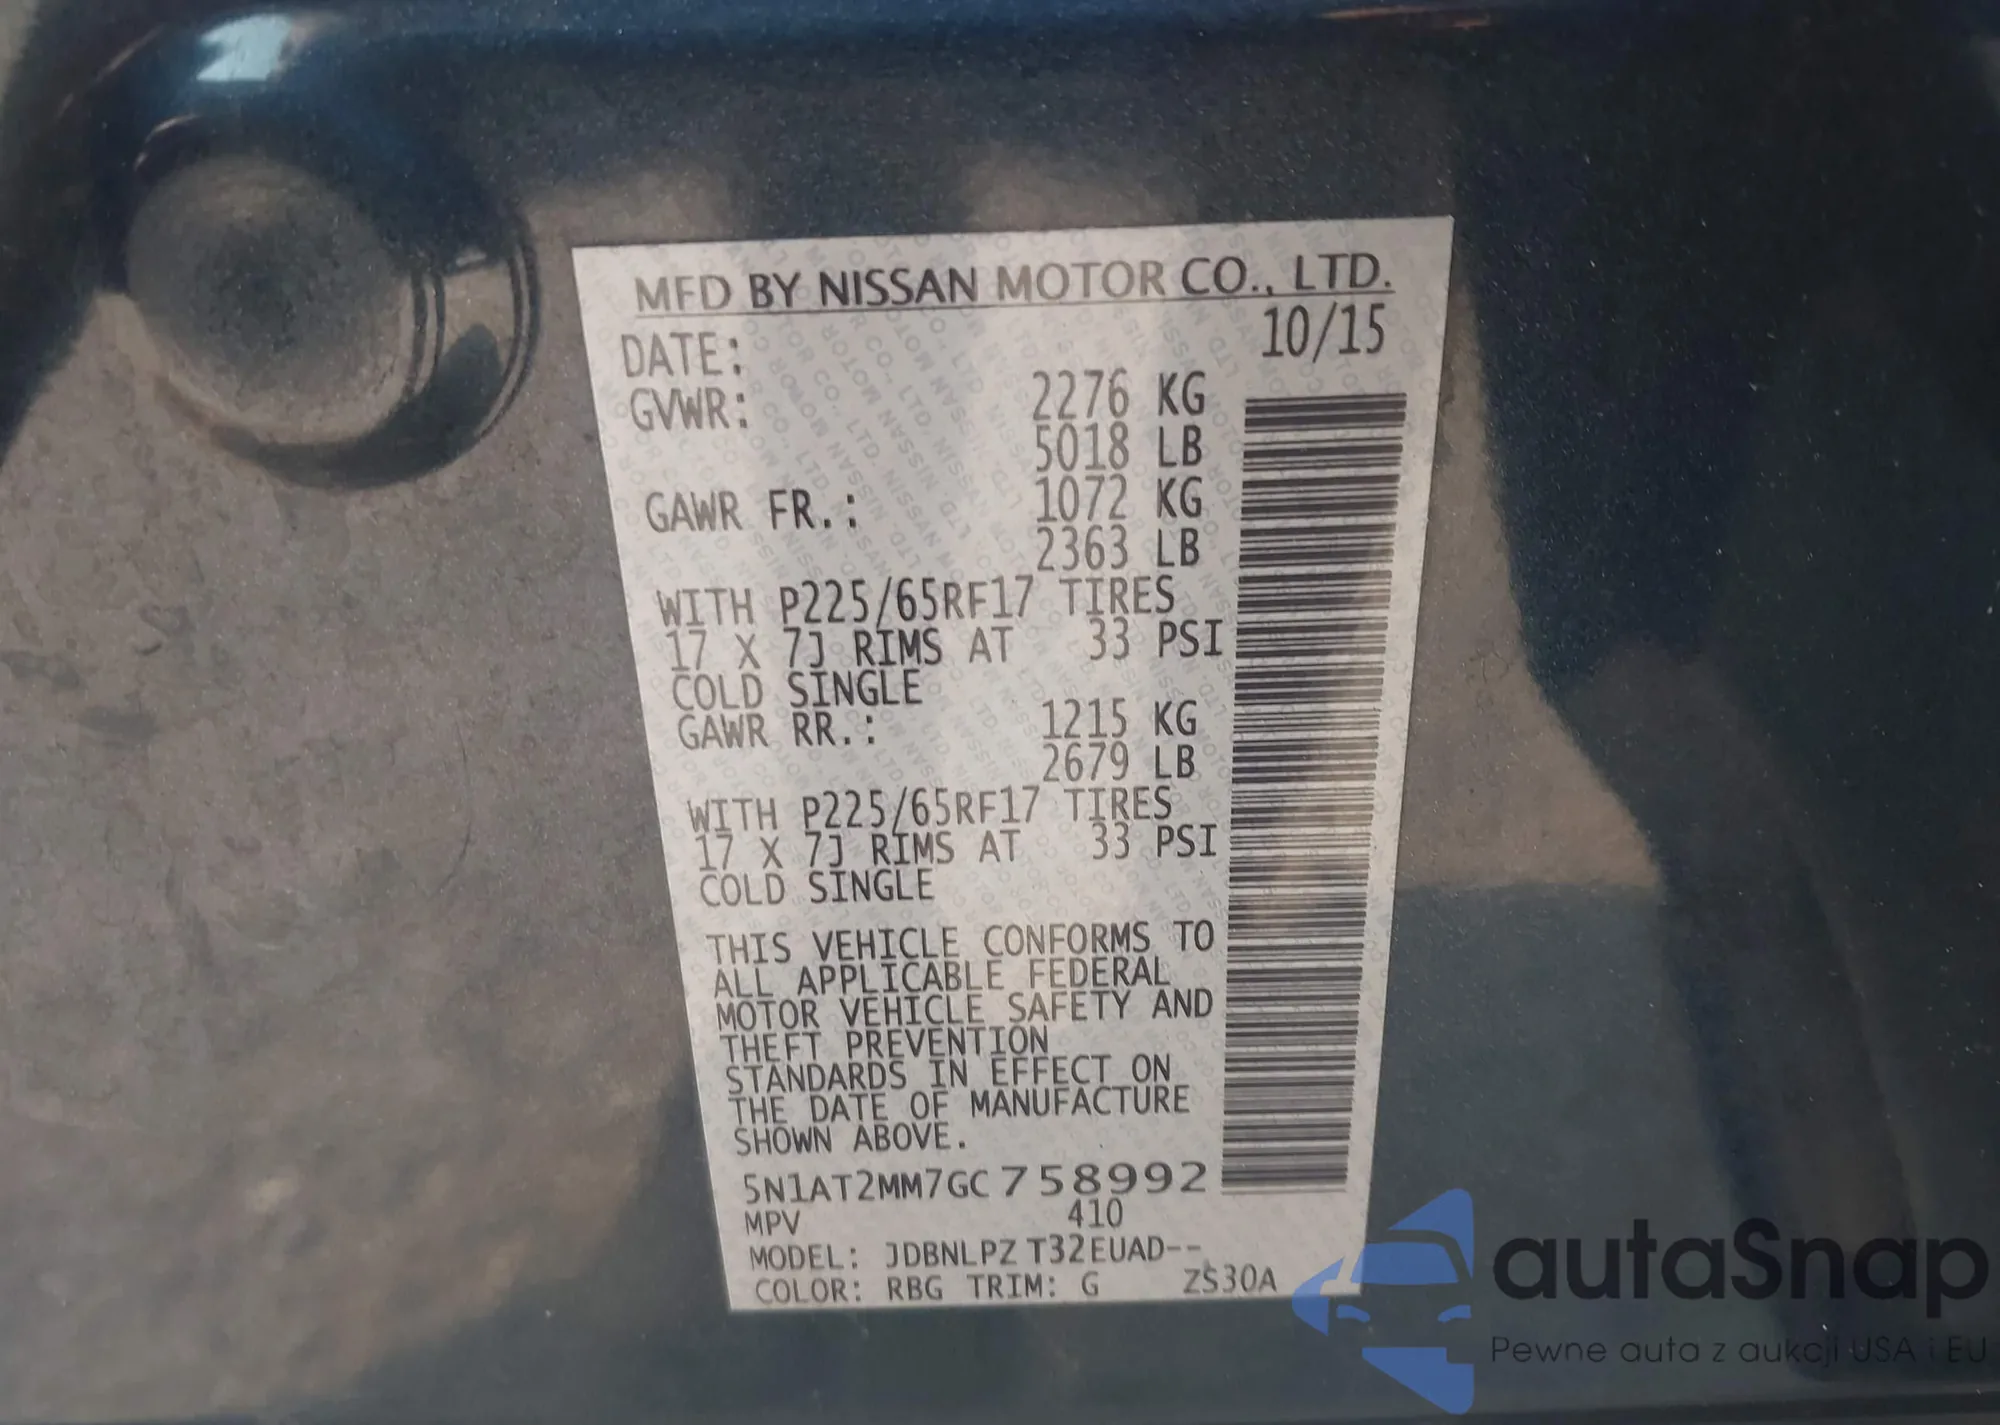 MFD BY NISSAN MOTOR CO., LTD.
DATE: 10/15
GVWR: 2276 KG
5018 LB
GAWR FR.: 1072 KG
2363 LB
WITH P225/65RF17 TIRES
17 X 7J RIMS AT 33 PSI
COLD SINGLE
GAWR RR.: 1215 KG
2679 LB
WITH P225/65RF17 TIRES
17 X 7J RIMS AT 33 PSI
COLD SINGLE
THIS VEHICLE CONFORMS TO
ALL APPLICABLE FEDERAL
MOTOR VEHICLE SAFETY AND
THEFT PREVENTION
STANDARDS IN EFFECT ON
THE DATE OF MANUFACTURE
SHOWN ABOVE.
5N1AT2MM7GC758992
MPV 410
MODEL: JDBNLPZ T32EUAD--
COLOR: RBG TRIM: G ZS30A
autaSnap
Pewne auta z aukcji USA i EU